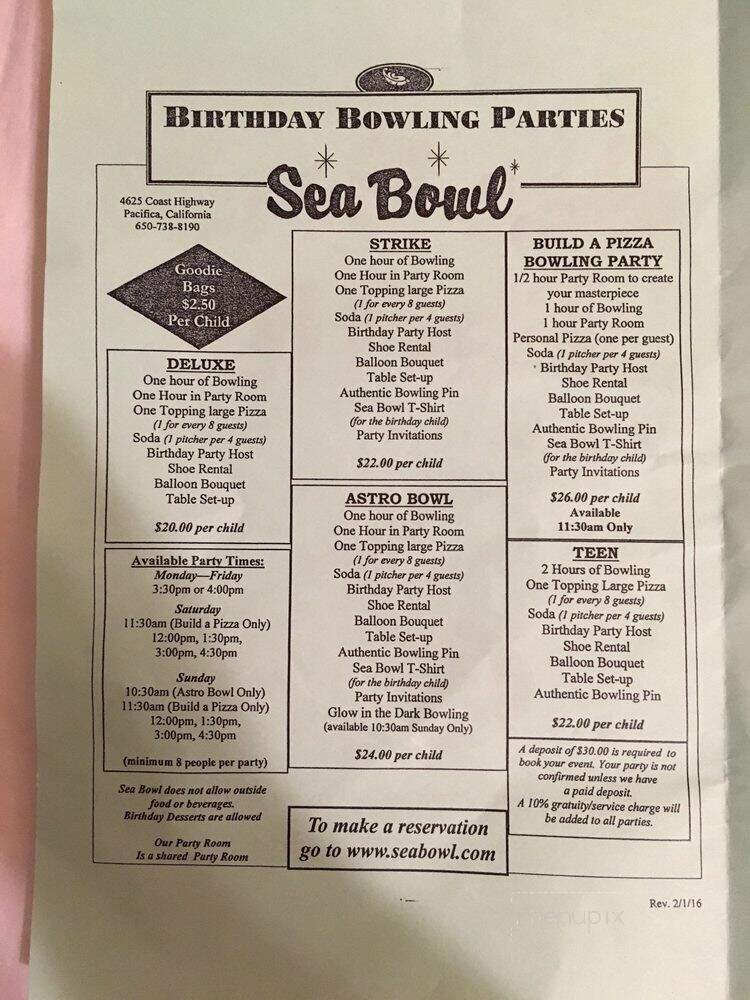 BIRTHDAY BOWLING PARTIES
Sea Bowl
4625 Coast Highway
Pacifica, California
650-738-8190
Goodie
Bags
$2.50
Per Child
DELUXE
One hour of Bowling
One Hour in Party Room
One Topping large Pizza
(1 for every 8 guests)
Soda (1 pitcher per 4 guests)
Birthday Party Host
Shoe Rental
Balloon Bouquet
Table Set-up
$20.00 per child
Available Party Times:
Monday—Friday
3:30pm or 4:00pm
Saturday
11:30am (Build a Pizza Only)
12:00pm, 1:30pm,
3:00pm, 4:30pm
Sunday
10:30am (Astro Bowl Only)
11:30am (Build a Pizza Only)
12:00pm, 1:30pm,
3:00pm, 4:30pm
(minimum 8 people per party)
Sea Bowl does not allow outside
food or beverages.
Birthday Desserts are allowed
Our Party Room
Is a shared Party Room
STRIKE
One hour of Bowling
One Hour in Party Room
One Topping large Pizza
(1 for every 8 guests)
Soda (1 pitcher per 4 guests)
Birthday Party Host
Shoe Rental
Balloon Bouquet
Table Set-up
Authentic Bowling Pin
Sea Bowl T-Shirt
(for the birthday child)
Party Invitations
$22.00 per child
ASTRO BOWL
One hour of Bowling
One Hour in Party Room
One Topping large Pizza
(1 for every 8 guests)
Soda (1 pitcher per 4 guests)
Birthday Party Host
Shoe Rental
Balloon Bouquet
Table Set-up
Authentic Bowling Pin
Sea Bowl T-Shirt
(for the birthday child)
Party Invitations
Glow in the Dark Bowling
(available 10:30am Sunday Only)
$24.00 per child
To make a reservation
go to www.seabowl.com
BUILD A PIZZA
BOWLING PARTY
1/2 hour Party Room to create
your masterpiece
1 hour of Bowling
1 hour Party Room
Personal Pizza (one per guest)
Soda (1 pitcher per 4 guests)
Birthday Party Host
Shoe Rental
Balloon Bouquet
Table Set-up
Authentic Bowling Pin
Sea Bowl T-Shirt
(for the birthday child)
Party Invitations
$26.00 per child
Available
11:30am Only
TEEN
2 Hours of Bowling
One Topping Large Pizza
(1 for every 8 guests)
Soda (1 pitcher per 4 guests)
Birthday Party Host
Shoe Rental
Balloon Bouquet
Table Set-up
Authentic Bowling Pin
$22.00 per child
A deposit of $30.00 is required to
book your event. Your party is not
confirmed unless we have
a paid deposit.
A 10% gratuity/service charge will
be added to all parties.
Rev. 2/1/16
menupix